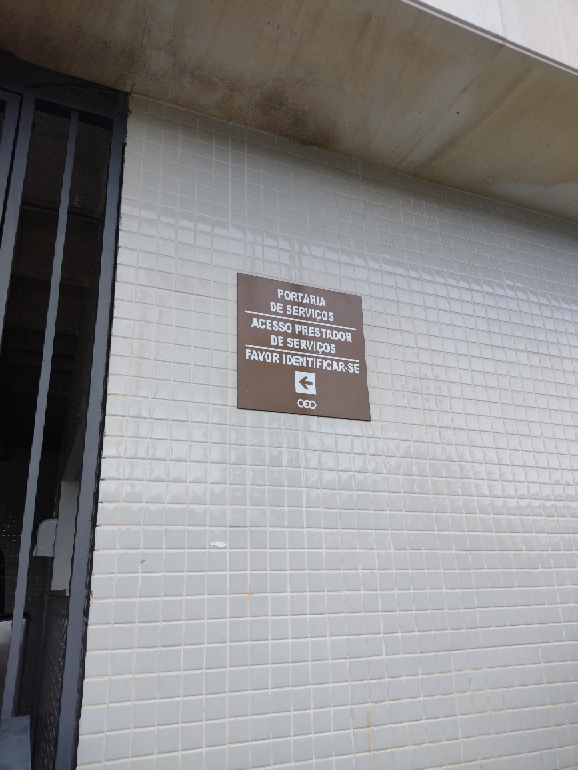 PORTARIA
DE SERVIÇOS
ACESSO PRESTADOR
DE SERVIÇOS
FAVOR IDENTIFICAR-SE